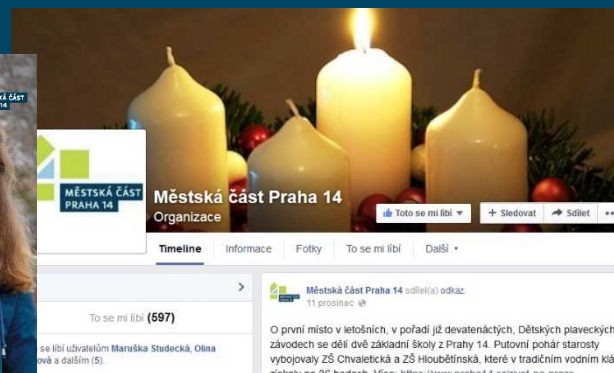 MĚSTSKÁ ČÁST
PRAHA 14
Městská část Praha 14
Organizace
Toto se mi líbí
+ Sledovat
Sdílet
Timeline
Informace
Fotky
To se mi líbí
Další
To se mi líbí (597)
se líbí uživatelům Maruška Studecká, Olina
a dalším (5).
Městská část Praha 14 sdílel(a) odkaz.
11 prosinec
O první místo v letošních, v pořadí již devatenáctých, Dětských plaveckých
závodech se dělí dvě základní školy z Prahy 14. Putovní pohár starosty
vybojovaly ZŠ Chvaletická a ZŠ Hloubětínská, které v tradičním vodním klá